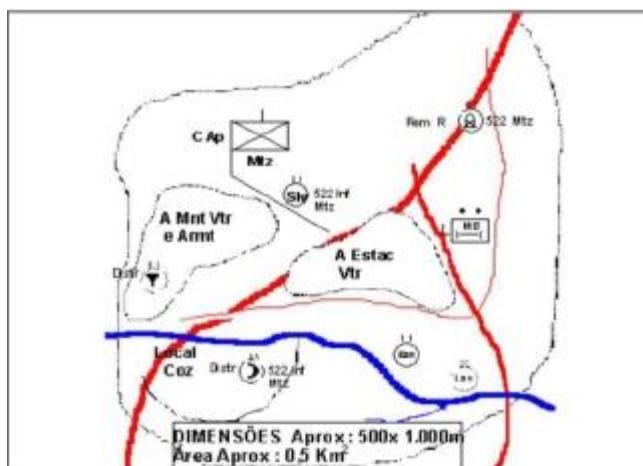 Rem R 522 Mtz
C Ap
Mtz
Slv 522 Inf
Mtz
A Mnt Vtr
e Armt
A Estac
Vtr
Distr
Local
Coz
Distr 522 Inf
Mtz
DIMENSÕES Aprox : 500x 1.000m
Área Aprox : 0,5 Km²